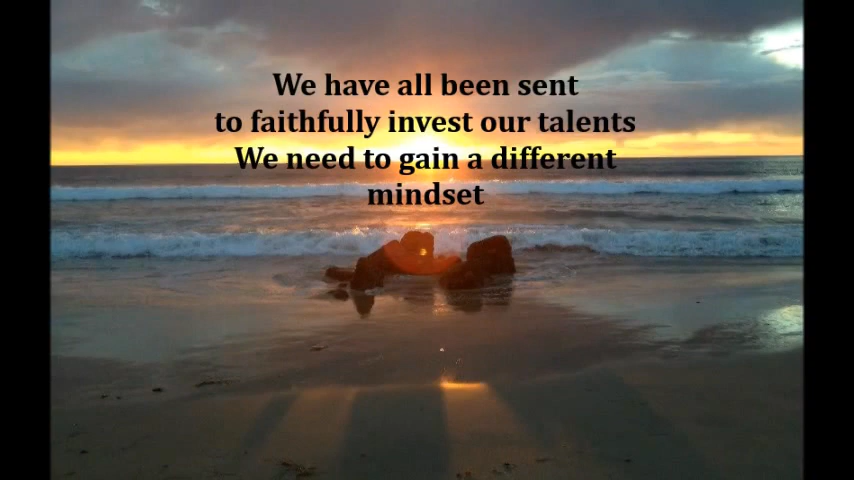 We have all been sent
to faithfully invest our talents
We need to gain a different
mindset